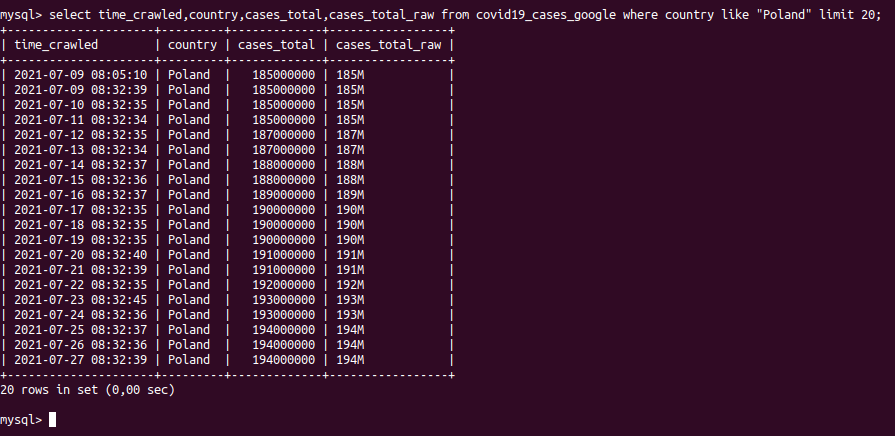 mysql> select time_crawled,country,cases_total,cases_total_raw from covid19_cases_google where country like "Poland" limit 20;
+---------------------+---------+-------------+-----------------+
| time_crawled        | country | cases_total | cases_total_raw |
+---------------------+---------+-------------+-----------------+
| 2021-07-09 08:05:10 | Poland  |   185000000 | 185M            |
| 2021-07-09 08:32:39 | Poland  |   185000000 | 185M            |
| 2021-07-10 08:32:35 | Poland  |   185000000 | 185M            |
| 2021-07-11 08:32:34 | Poland  |   185000000 | 185M            |
| 2021-07-12 08:32:35 | Poland  |   187000000 | 187M            |
| 2021-07-13 08:32:34 | Poland  |   187000000 | 187M            |
| 2021-07-14 08:32:37 | Poland  |   188000000 | 188M            |
| 2021-07-15 08:32:36 | Poland  |   188000000 | 188M            |
| 2021-07-16 08:32:37 | Poland  |   189000000 | 189M            |
| 2021-07-17 08:32:35 | Poland  |   190000000 | 190M            |
| 2021-07-18 08:32:35 | Poland  |   190000000 | 190M            |
| 2021-07-19 08:32:35 | Poland  |   190000000 | 190M            |
| 2021-07-20 08:32:40 | Poland  |   191000000 | 191M            |
| 2021-07-21 08:32:39 | Poland  |   191000000 | 191M            |
| 2021-07-22 08:32:35 | Poland  |   192000000 | 192M            |
| 2021-07-23 08:32:45 | Poland  |   193000000 | 193M            |
| 2021-07-24 08:32:36 | Poland  |   193000000 | 193M            |
| 2021-07-25 08:32:37 | Poland  |   194000000 | 194M            |
| 2021-07-26 08:32:36 | Poland  |   194000000 | 194M            |
| 2021-07-27 08:32:39 | Poland  |   194000000 | 194M            |
+---------------------+---------+-------------+-----------------+
20 rows in set (0,00 sec)
mysql>